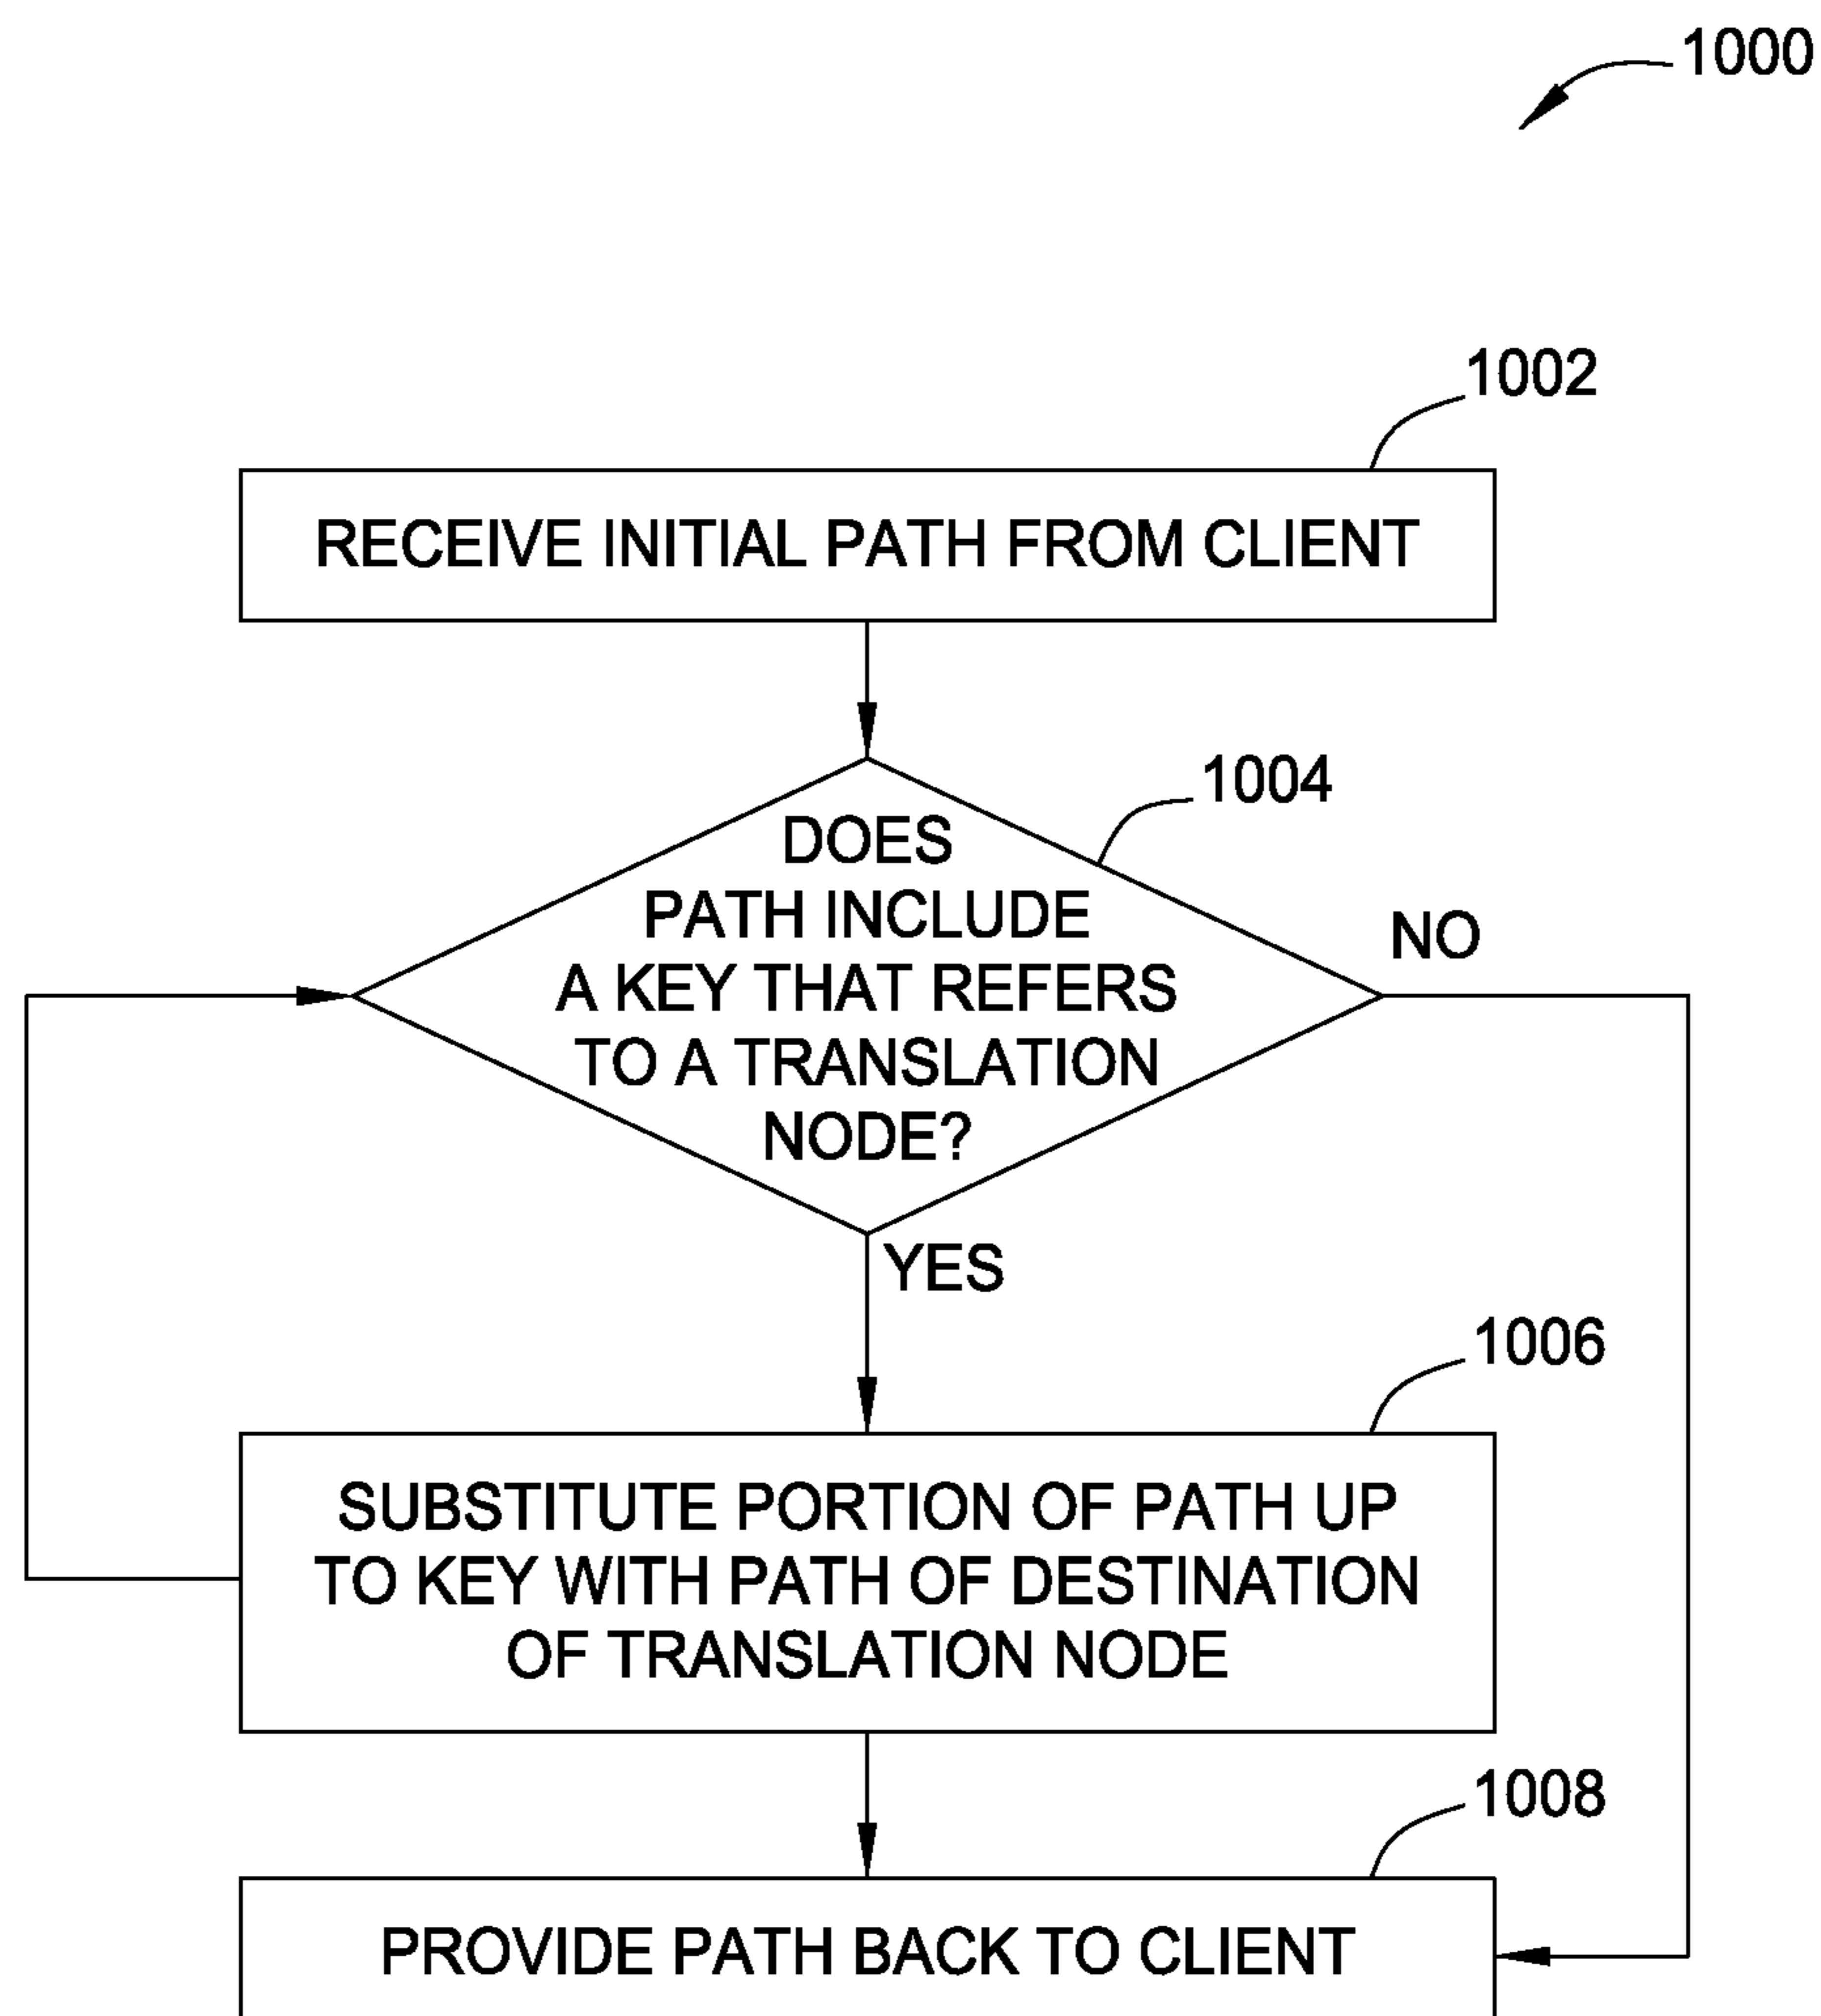 1000
1002
RECEIVE INITIAL PATH FROM CLIENT
1004
DOES
PATH INCLUDE
A KEY THAT REFERS
TO A TRANSLATION
NODE?
NO
YES
1006
SUBSTITUTE PORTION OF PATH UP
TO KEY WITH PATH OF DESTINATION
OF TRANSLATION NODE
1008
PROVIDE PATH BACK TO CLIENT